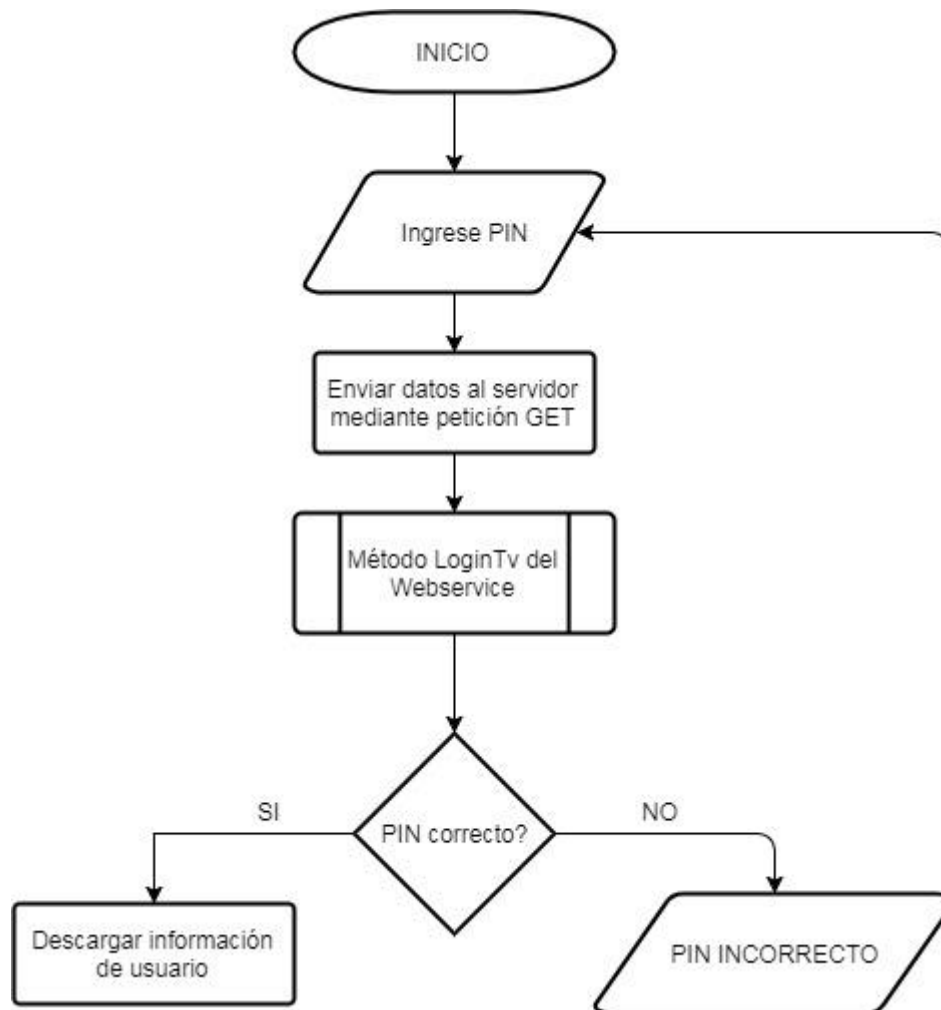 INICIO
Ingrese PIN
Enviar datos al servidor
mediante petición GET
Método LoginTv del
Webservice
PIN correcto?
SI
NO
Descargar información
de usuario
PIN INCORRECTO